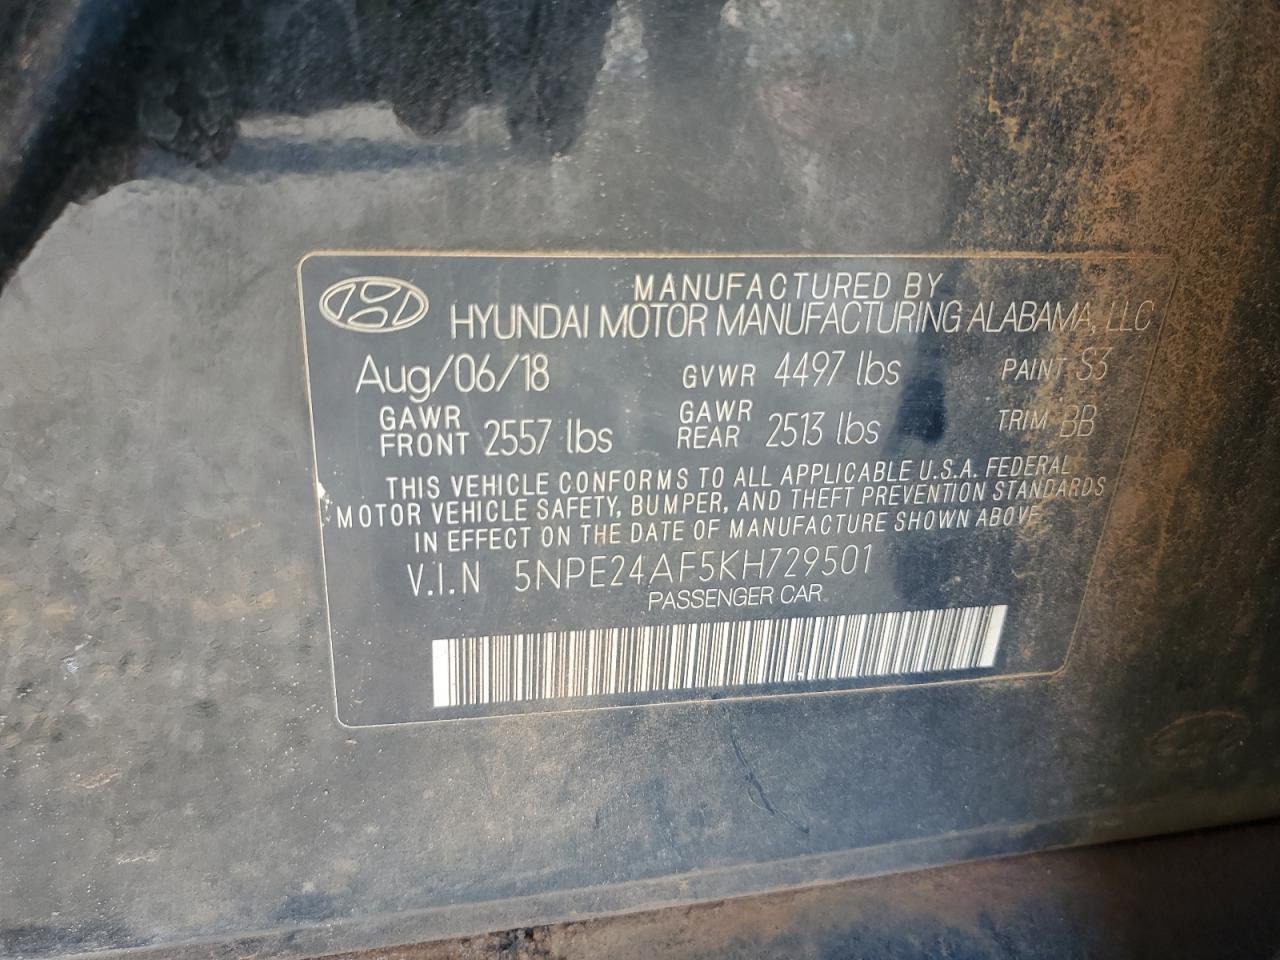 MANUFACTURED BY
HYUNDAI MOTOR MANUFACTURING ALABAMA, LLC
Aug/06/18 GVWR 4497 lbs PAINT S3
GAWR FRONT 2557 lbs GAWR REAR 2513 lbs TRIM BB
THIS VEHICLE CONFORMS TO ALL APPLICABLE U.S.A. FEDERAL
MOTOR VEHICLE SAFETY, BUMPER, AND THEFT PREVENTION STANDARDS
IN EFFECT ON THE DATE OF MANUFACTURE SHOWN ABOVE
V.I.N 5NPE24AF5KH729501
PASSENGER CAR